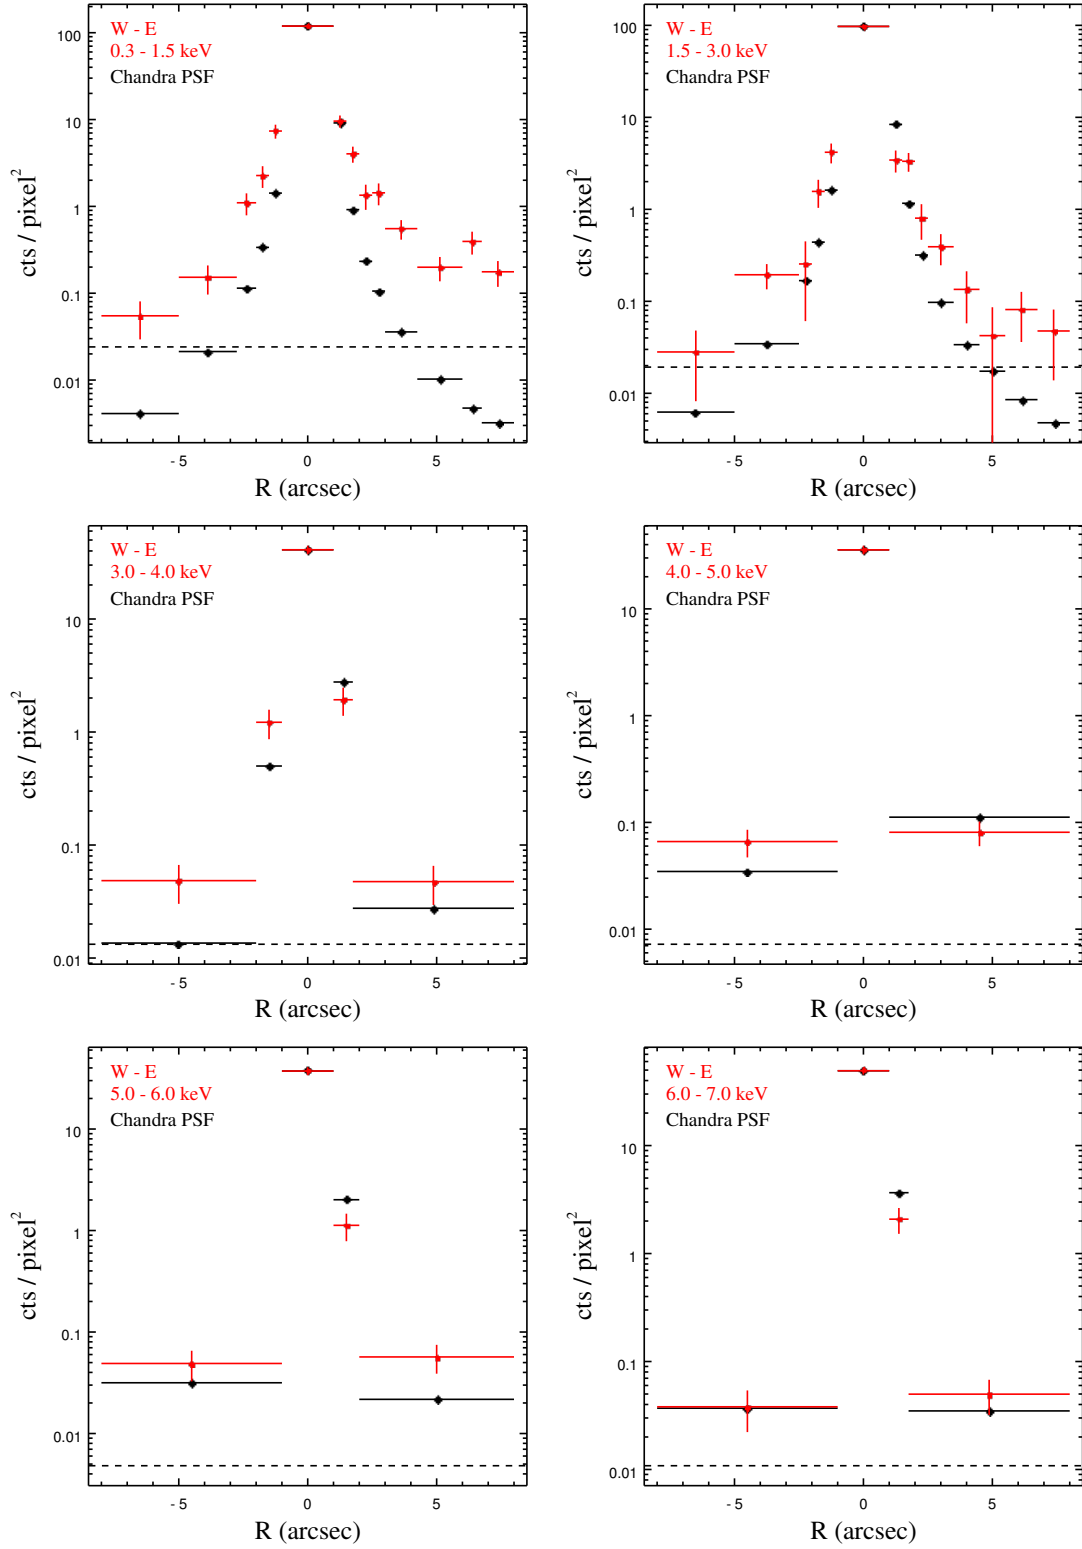 W - E
0.3 - 1.5 keV
Chandra PSF
100
10
1
0.1
0.01
cts / pixel²
- 5
0
5
R (arcsec)
W - E
1.5 - 3.0 keV
Chandra PSF
100
10
1
0.1
0.01
cts / pixel²
- 5
0
5
R (arcsec)
W - E
3.0 - 4.0 keV
Chandra PSF
10
1
0.1
0.01
cts / pixel²
- 5
0
5
R (arcsec)
W - E
4.0 - 5.0 keV
Chandra PSF
10
1
0.1
0.01
cts / pixel²
- 5
0
5
R (arcsec)
W - E
5.0 - 6.0 keV
Chandra PSF
10
1
0.1
0.01
cts / pixel²
- 5
0
5
R (arcsec)
W - E
6.0 - 7.0 keV
Chandra PSF
10
1
0.1
0.01
cts / pixel²
- 5
0
5
R (arcsec)